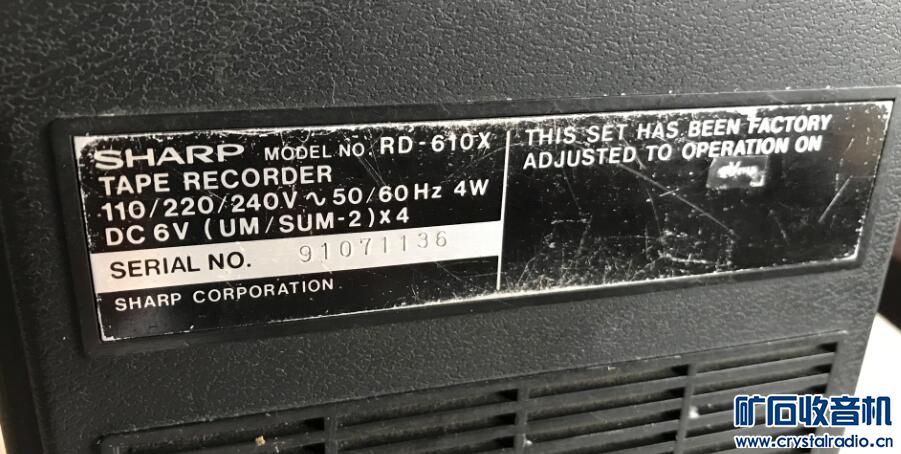 SHARP MODEL NO. RD-610X
TAPE RECORDER
110/220/240V ~ 50/60Hz 4W
DC 6V (UM/SUM-2)X4
SERIAL NO. 91071136
SHARP CORPORATION
THIS SET HAS BEEN FACTORY
ADJUSTED TO OPERATION ON
矿石收音机
www.crystalradio.cn